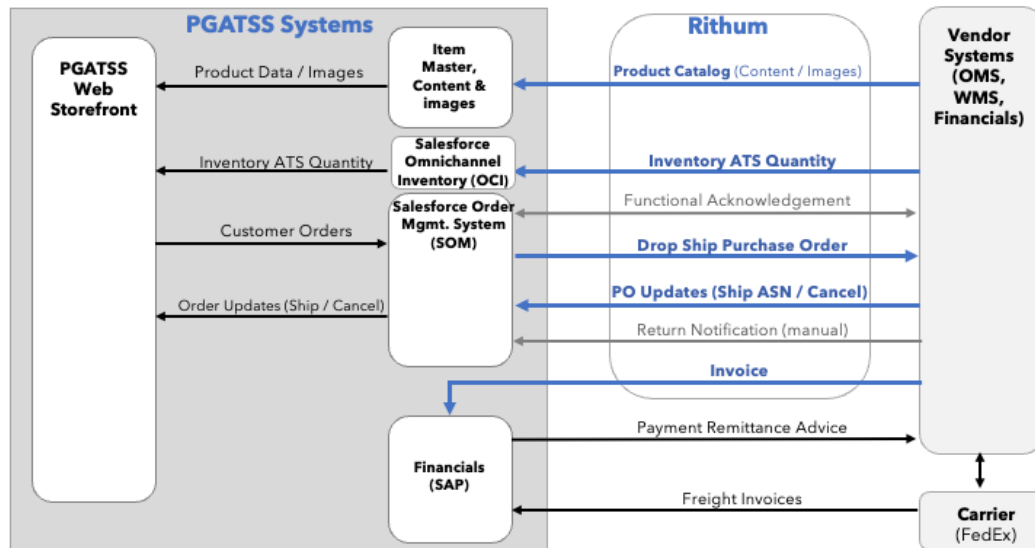 PGATSS Systems
Rithum
Vendor
Systems
(OMS,
WMS,
Financials)
PGATSS
Web
Storefront
Item
Master,
Content &
images
Product Data / Images
Product Catalog (Content / Images)
Salesforce
Omnichannel
Inventory (OCI)
Inventory ATS Quantity
Inventory ATS Quantity
Salesforce Order
Mgmt. System
(SOM)
Functional Acknowledgement
Customer Orders
Drop Ship Purchase Order
Order Updates (Ship / Cancel)
PO Updates (Ship ASN / Cancel)
Return Notification (manual)
Invoice
Financials
(SAP)
Payment Remittance Advice
Freight Invoices
Carrier
(FedEx)